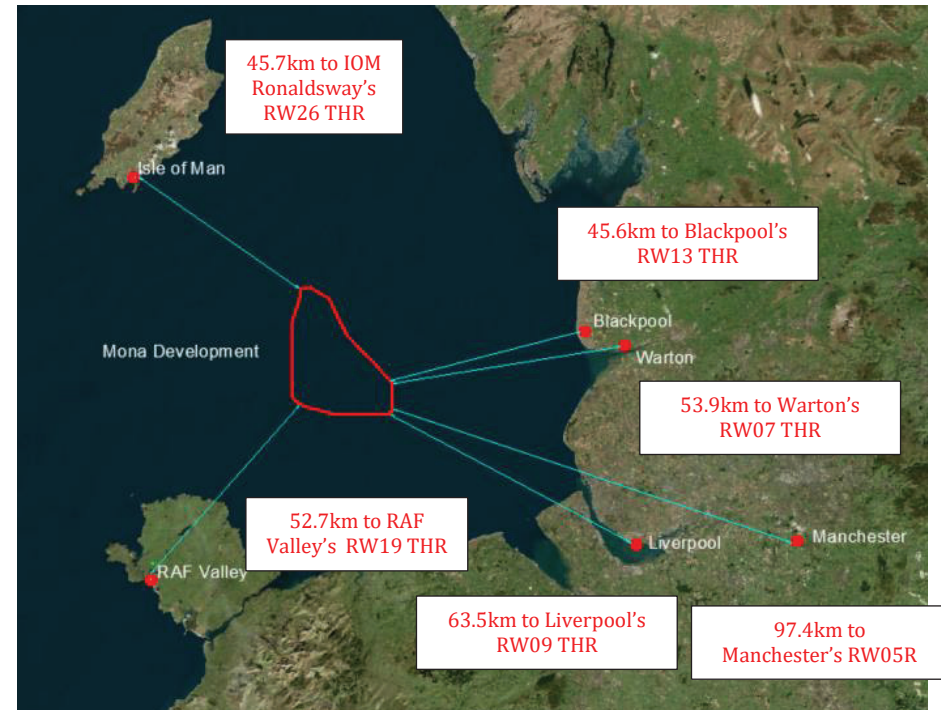 45.7km to IOM
Ronaldsway's
RW26 THR
Isle of Man
45.6km to Blackpool's
RW13 THR
Blackpool
Mona Development
Warton
53.9km to Warton's
RW07 THR
52.7km to RAF
Valley's RW19 THR
Liverpool
Manchester
RAF Valley
63.5km to Liverpool's
RW09 THR
97.4km to
Manchester's RW05R